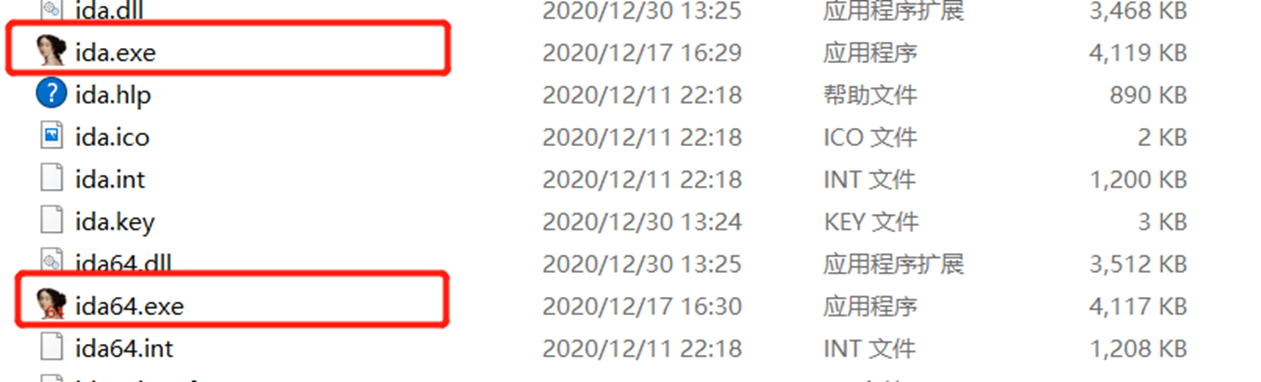 ida.dll 2020/12/30 13:25 应用程序扩展 3,468 KB
ida.exe 2020/12/17 16:29 应用程序 4,119 KB
ida.hlp 2020/12/11 22:18 帮助文件 890 KB
ida.ico 2020/12/11 22:18 ICO 文件 2 KB
ida.int 2020/12/11 22:18 INT 文件 1,200 KB
ida.key 2020/12/30 13:24 KEY 文件 3 KB
ida64.dll 2020/12/30 13:25 应用程序扩展 3,512 KB
ida64.exe 2020/12/17 16:30 应用程序 4,117 KB
ida64.int 2020/12/11 22:18 INT 文件 1,208 KB